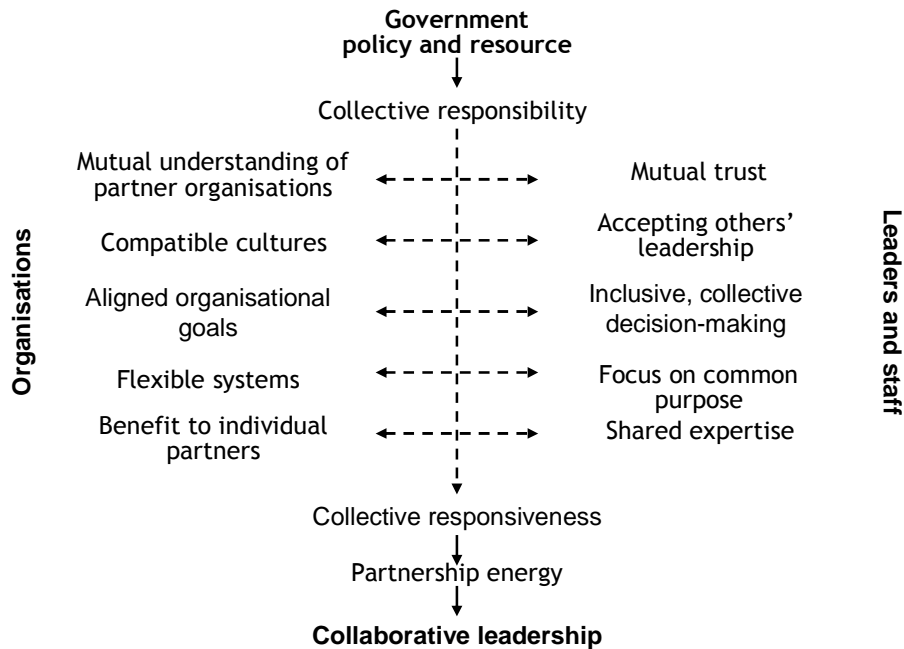 Government
policy and resource
Collective responsibility
Mutual understanding of
partner organisations
Mutual trust
Compatible cultures
Accepting others’
leadership
Aligned organisational
goals
Inclusive, collective
decision-making
Flexible systems
Focus on common
purpose
Benefit to individual
partners
Shared expertise
Organisations
Leaders and staff
Collective responsiveness
Partnership energy
Collaborative leadership